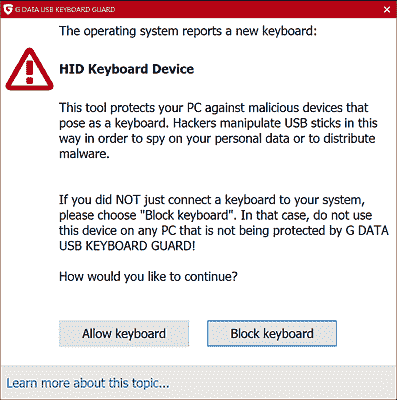 G DATA USB KEYBOARD GUARD
The operating system reports a new keyboard:
HID Keyboard Device
This tool protects your PC against malicious devices that
pose as a keyboard. Hackers manipulate USB sticks in this
way in order to spy on your personal data or to distribute
malware.
If you did NOT just connect a keyboard to your system,
please choose "Block keyboard". In that case, do not use
this device on any PC that is not being protected by G DATA
USB KEYBOARD GUARD!
How would you like to continue?
Allow keyboard
Block keyboard
Learn more about this topic...